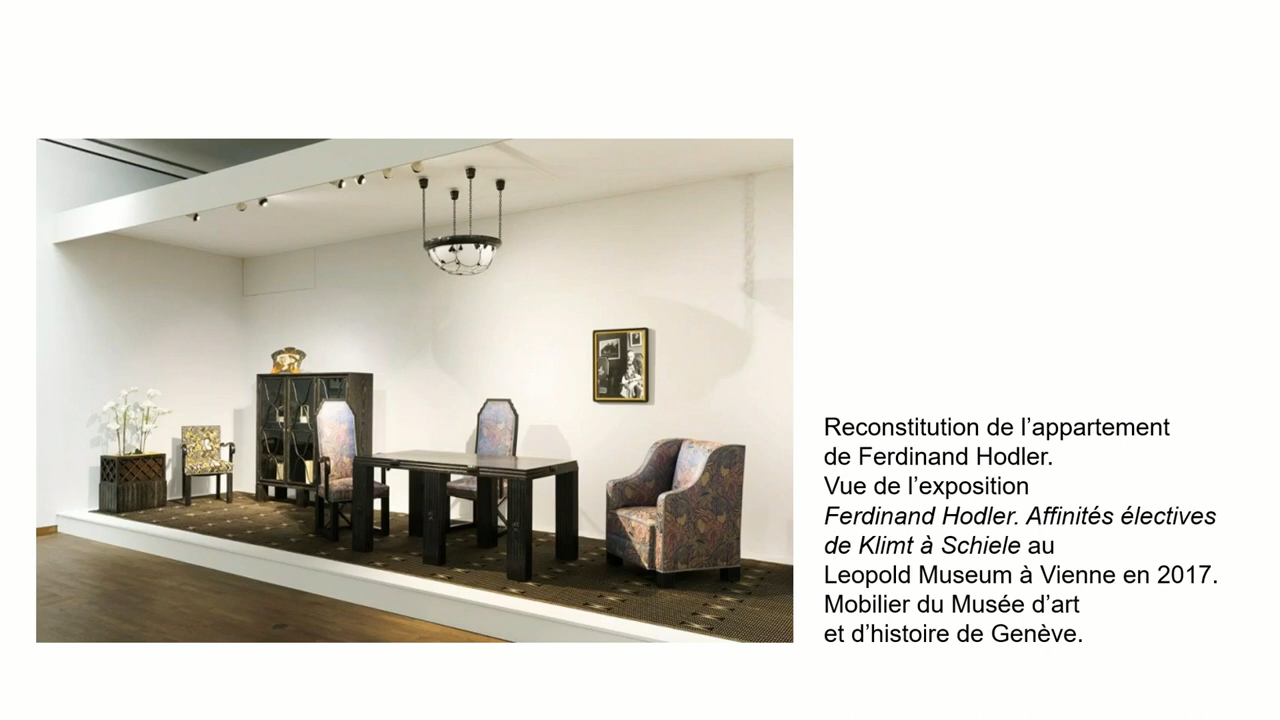 Reconstitution de l’appartement
de Ferdinand Hodler.
Vue de l’exposition
Ferdinand Hodler. Affinités électives
de Klimt à Schiele au
Leopold Museum à Vienne en 2017.
Mobilier du Musée d’art
et d’histoire de Genève.